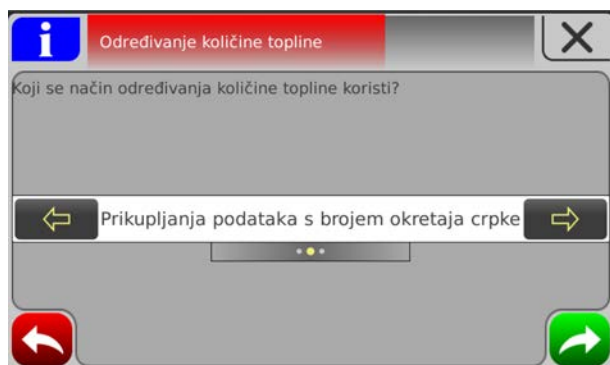 i
Određivanje količine topline
Koji se način određivanja količine topline koristi?
Prikupljanja podataka s brojem okretaja crpke